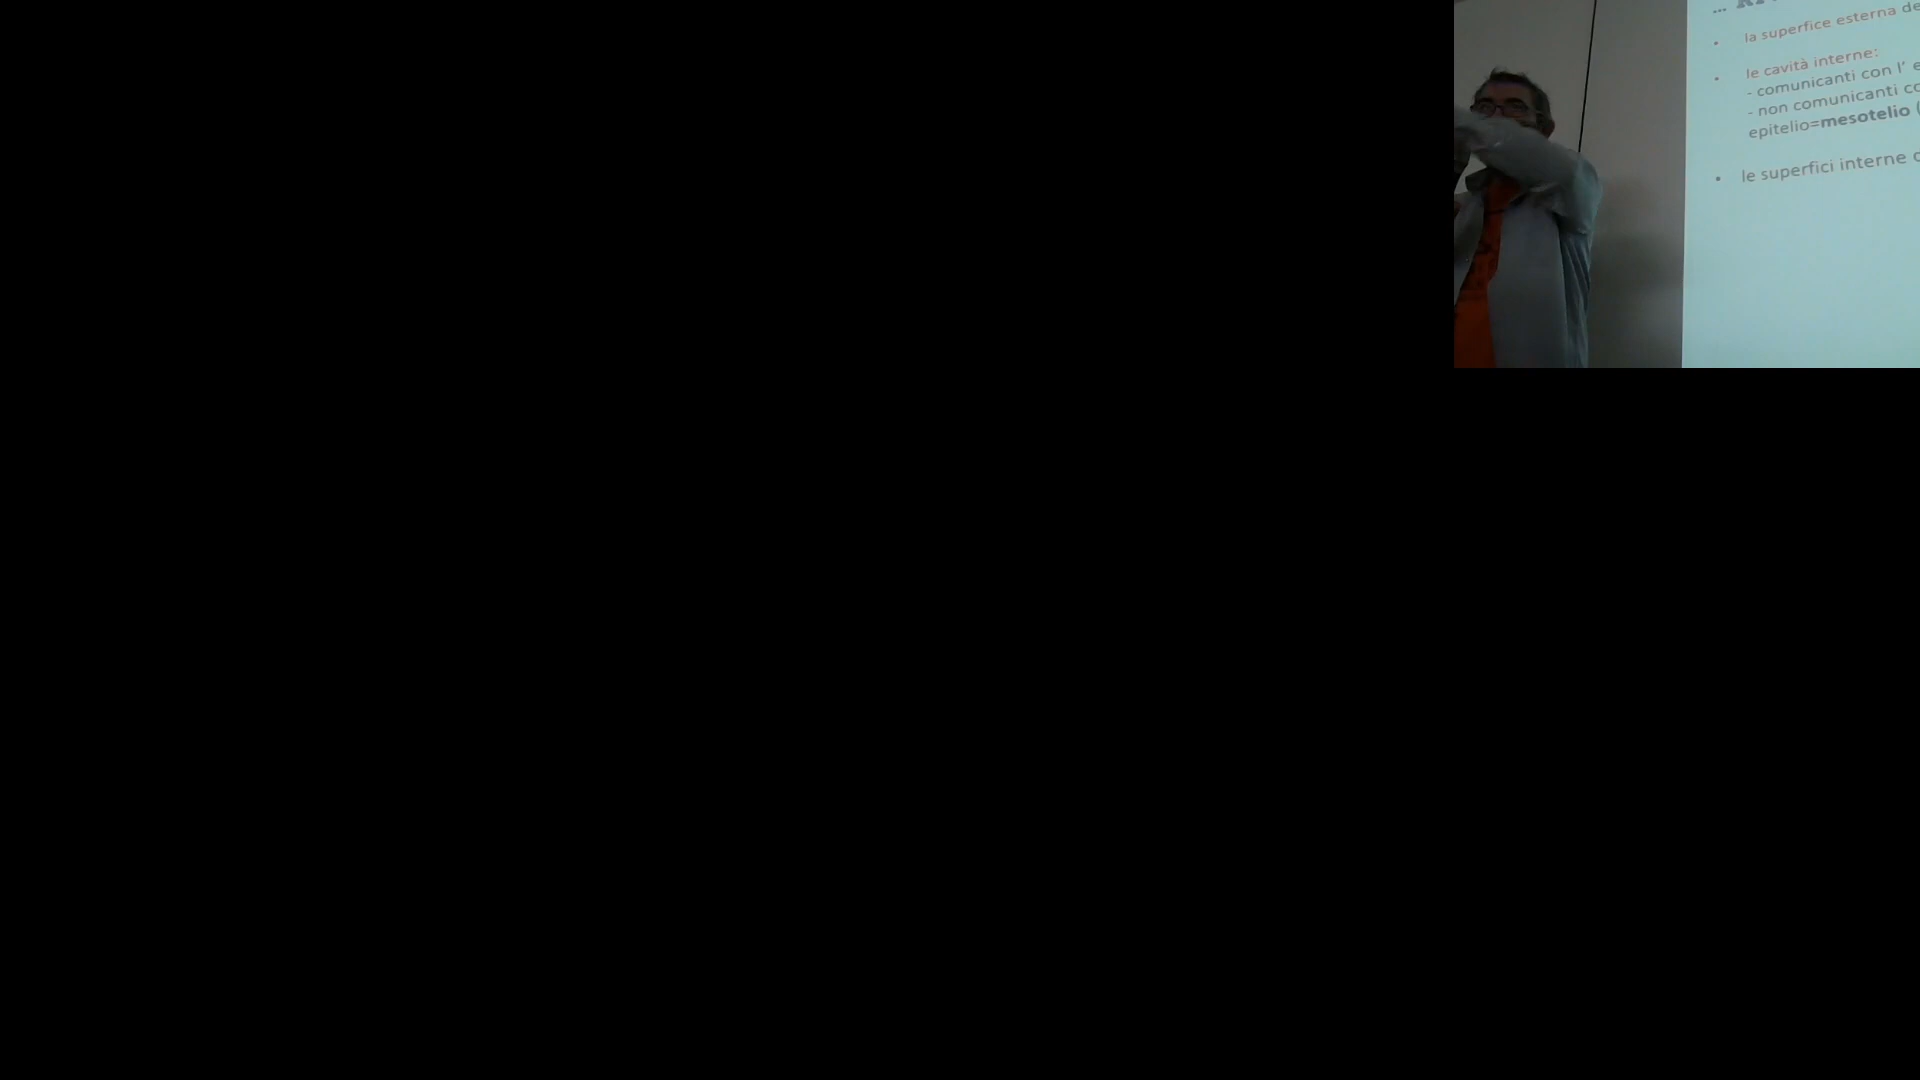 ...
• la superfice esterna de
• le cavità interne:
- comunicanti con l' e
- non comunicanti co
epitelio=mesotelio (
• le superfici interne